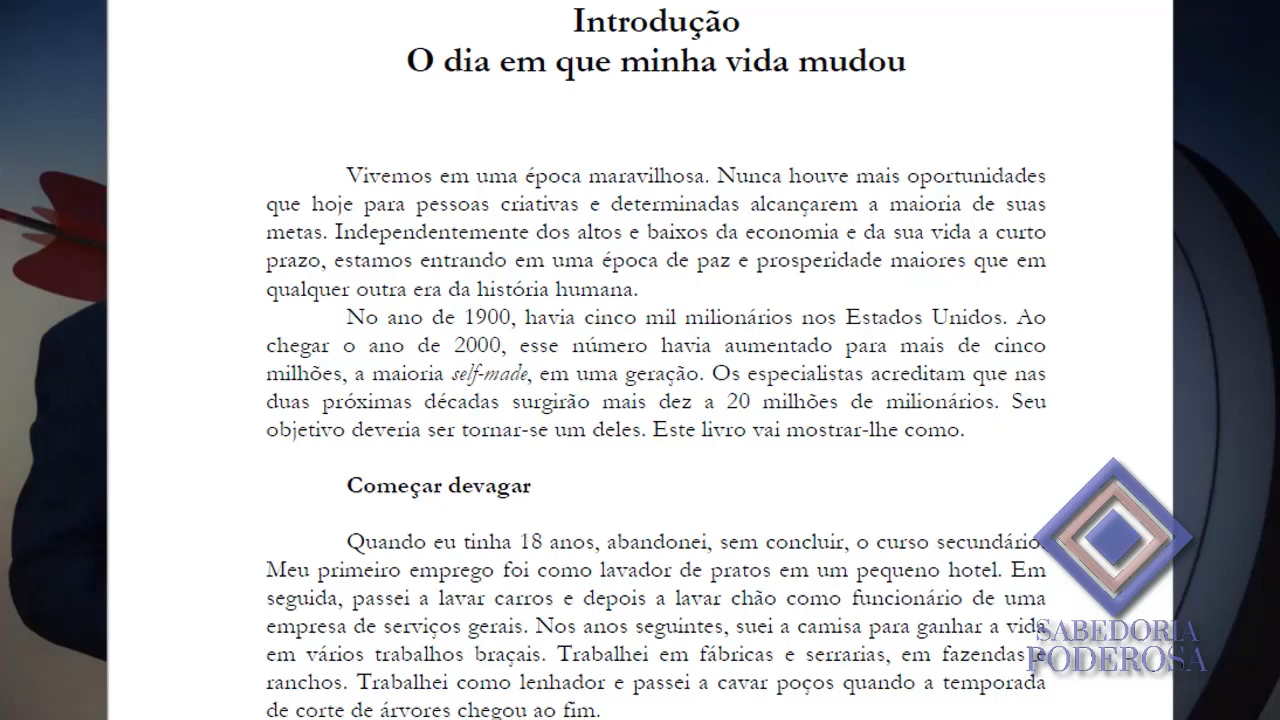 Introdução
O dia em que minha vida mudou
Vivemos em uma época maravilhosa. Nunca houve mais oportunidades
que hoje para pessoas criativas e determinadas alcançarem a maioria de suas
metas. Independentemente dos altos e baixos da economia e da sua vida a curto
prazo, estamos entrando em uma época de paz e prosperidade maiores que em
qualquer outra era da história humana.
No ano de 1900, havia cinco mil milionários nos Estados Unidos. Ao
chegar o ano de 2000, esse número havia aumentado para mais de cinco
milhões, a maioria self-made, em uma geração. Os especialistas acreditam que nas
duas próximas décadas surgirão mais dez a 20 milhões de milionários. Seu
objetivo deveria ser tornar-se um deles. Este livro vai mostrar-lhe como.
Começar devagar
Quando eu tinha 18 anos, abandonei, sem concluir, o curso secundário.
Meu primeiro emprego foi como lavador de pratos em um pequeno hotel. Em
seguida, passei a lavar carros e depois a lavar chão como funcionário de uma
empresa de serviços gerais. Nos anos seguintes, suei a camisa para ganhar a vida
em vários trabalhos braçais. Trabalhei em fábricas e serrarias, em fazendas e
ranchos. Trabalhei como lenhador e passei a cavar poços quando a temporada
de corte de árvores chegou ao fim.
SABEDORIA
PODEROSA